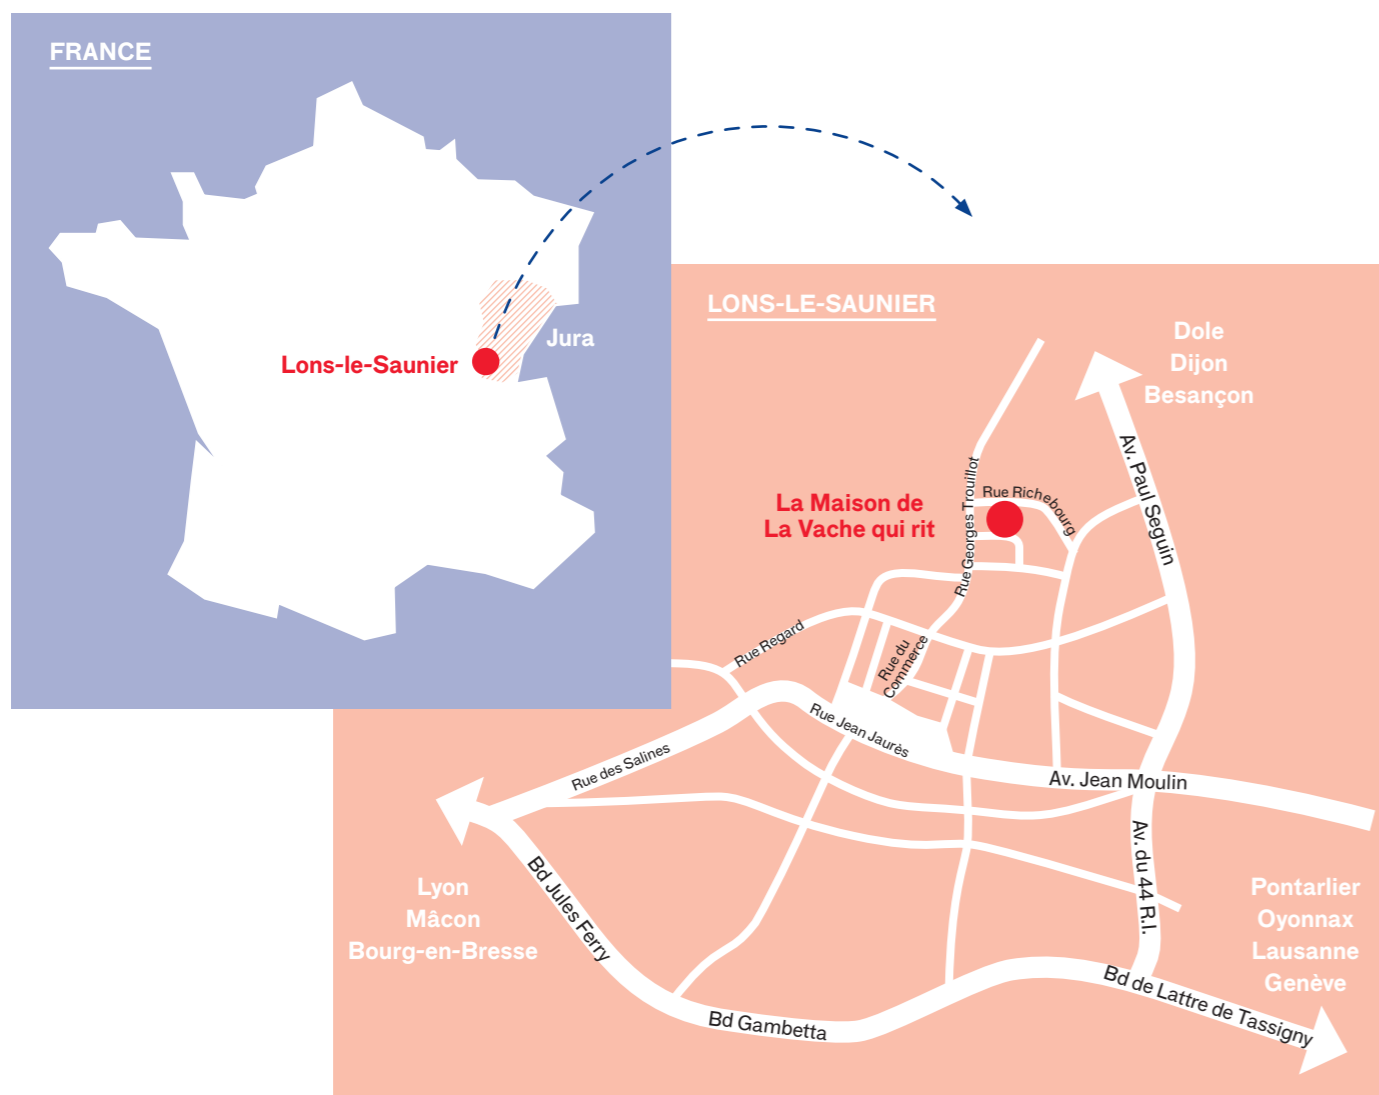 FRANCE
Jura
Lons-le-Saunier
LONS-LE-SAUNIER
Dole
Dijon
Besançon
Av. Paul Seguin
La Maison de
La Vache qui rit
Rue Georges Trouillot
Rue Richebourg
Rue Regard
Rue du
Commerce
Rue Jean Jaurès
Rue des Salines
Av. Jean Moulin
Av. du 44 R.I.
Lyon
Mâcon
Bourg-en-Bresse
Bd Jules Ferry
Pontarlier
Oyonnax
Lausanne
Genève
Bd de Lattre de Tassigny
Bd Gambetta